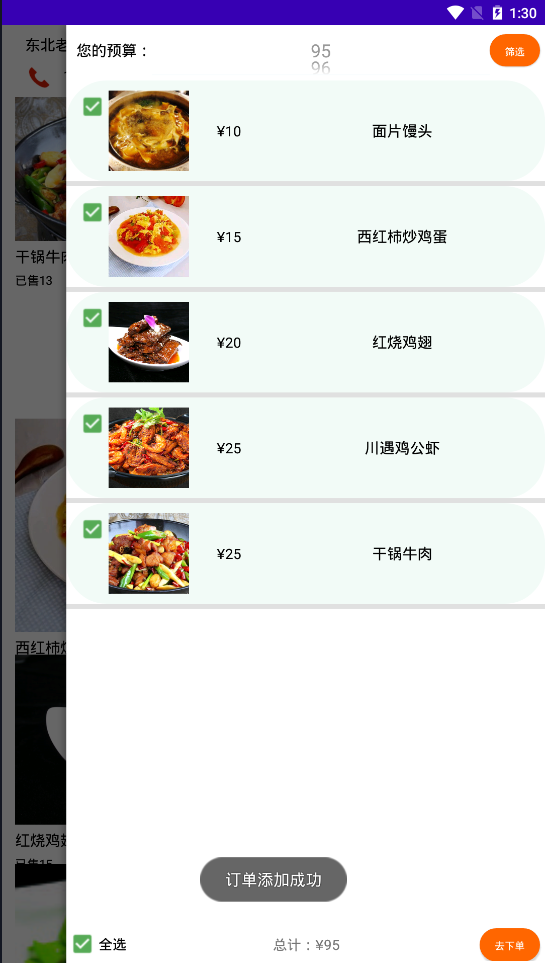 1:30
东北老
您的预算：
95
96
筛选
¥10 面片馒头
干锅牛肉
已售13
¥15 西红柿炒鸡蛋
¥20 红烧鸡翅
¥25 川遇鸡公虾
¥25 干锅牛肉
西红柿炒
红烧鸡翅
已售15
订单添加成功
全选 总计：¥95 去下单